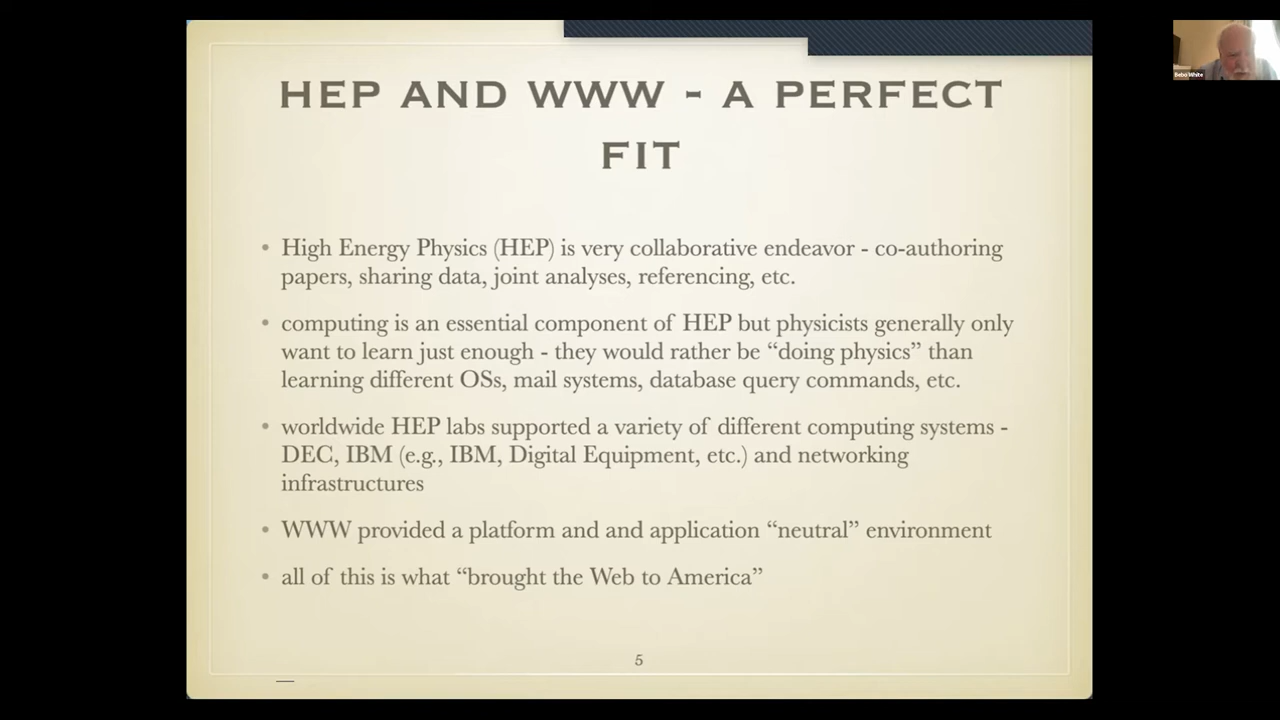 HEP AND WWW - A PERFECT
FIT
• High Energy Physics (HEP) is very collaborative endeavor - co-authoring
papers, sharing data, joint analyses, referencing, etc.
• computing is an essential component of HEP but physicists generally only
want to learn just enough - they would rather be “doing physics” than
learning different OSs, mail systems, database query commands, etc.
• worldwide HEP labs supported a variety of different computing systems -
DEC, IBM (e.g., IBM, Digital Equipment, etc.) and networking
infrastructures
• WWW provided a platform and and application “neutral” environment
• all of this is what “brought the Web to America”
5
Bebo White